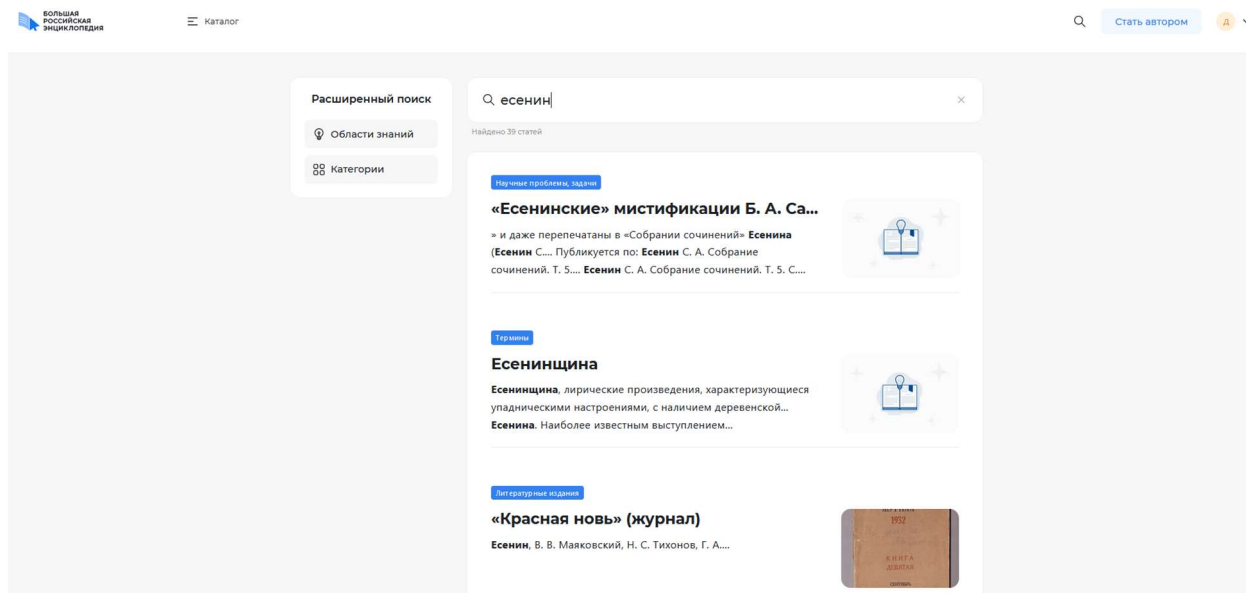 БОЛЬШАЯ
РОССИЙСКАЯ
ЭНЦИКЛОПЕДИЯ
Каталог
Стать автором
Д
Расширенный поиск
Области знаний
Категории
есенин
Найдено 39 статей
Научные проблемы, задачи
«Есенинские» мистификации Б. А. Са...
» и даже перепечатаны в «Собрании сочинений» Есенина
(Есенин С.... Публикуется по: Есенин С. А. Собрание
сочинений. Т. 5.... Есенин С. А. Собрание сочинений. Т. 5. С....
Термины
Есенинщина
Есенинщина, лирические произведения, характеризующиеся
упадническими настроениями, с наличием деревенской...
Есенина. Наиболее известным выступлением...
Литературные издания
«Красная новь» (журнал)
Есенин, В. В. Маяковский, Н. С. Тихонов, Г. А....
1932
КНИГА
ДЕВЯТАЯ
СЕНТЯБРЬ